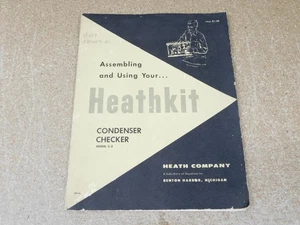 Assembling
and Using Your...
Heathkit
CONDENSER
CHECKER
HEATH COMPANY
BENTON HARBOR, MICHIGAN